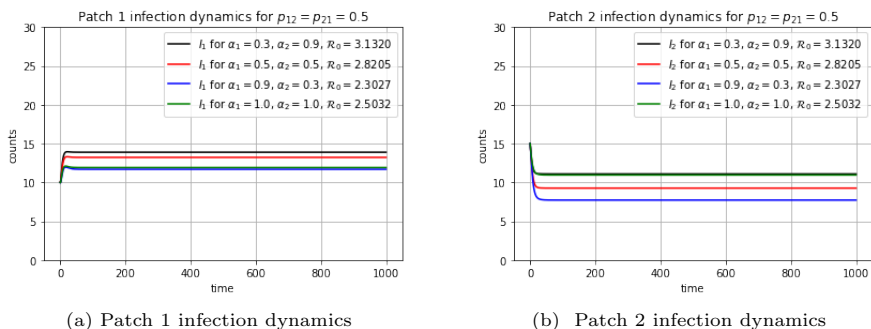 Patch 1 infection dynamics for p₁₂ = p₂₁ = 0.5
counts
30
25
20
15
10
5
0
I₁ for α₁ = 0.3, α₂ = 0.9, ℛ₀ = 3.1320
I₁ for α₁ = 0.5, α₂ = 0.5, ℛ₀ = 2.8205
I₁ for α₁ = 0.9, α₂ = 0.3, ℛ₀ = 2.3027
I₁ for α₁ = 1.0, α₂ = 1.0, ℛ₀ = 2.5032
0 200 400 600 800 1000
time
(a) Patch 1 infection dynamics
Patch 2 infection dynamics for p₁₂ = p₂₁ = 0.5
counts
30
25
20
15
10
5
0
I₂ for α₁ = 0.3, α₂ = 0.9, ℛ₀ = 3.1320
I₂ for α₁ = 0.5, α₂ = 0.5, ℛ₀ = 2.8205
I₂ for α₁ = 0.9, α₂ = 0.3, ℛ₀ = 2.3027
I₂ for α₁ = 1.0, α₂ = 1.0, ℛ₀ = 2.5032
0 200 400 600 800 1000
time
(b) Patch 2 infection dynamics